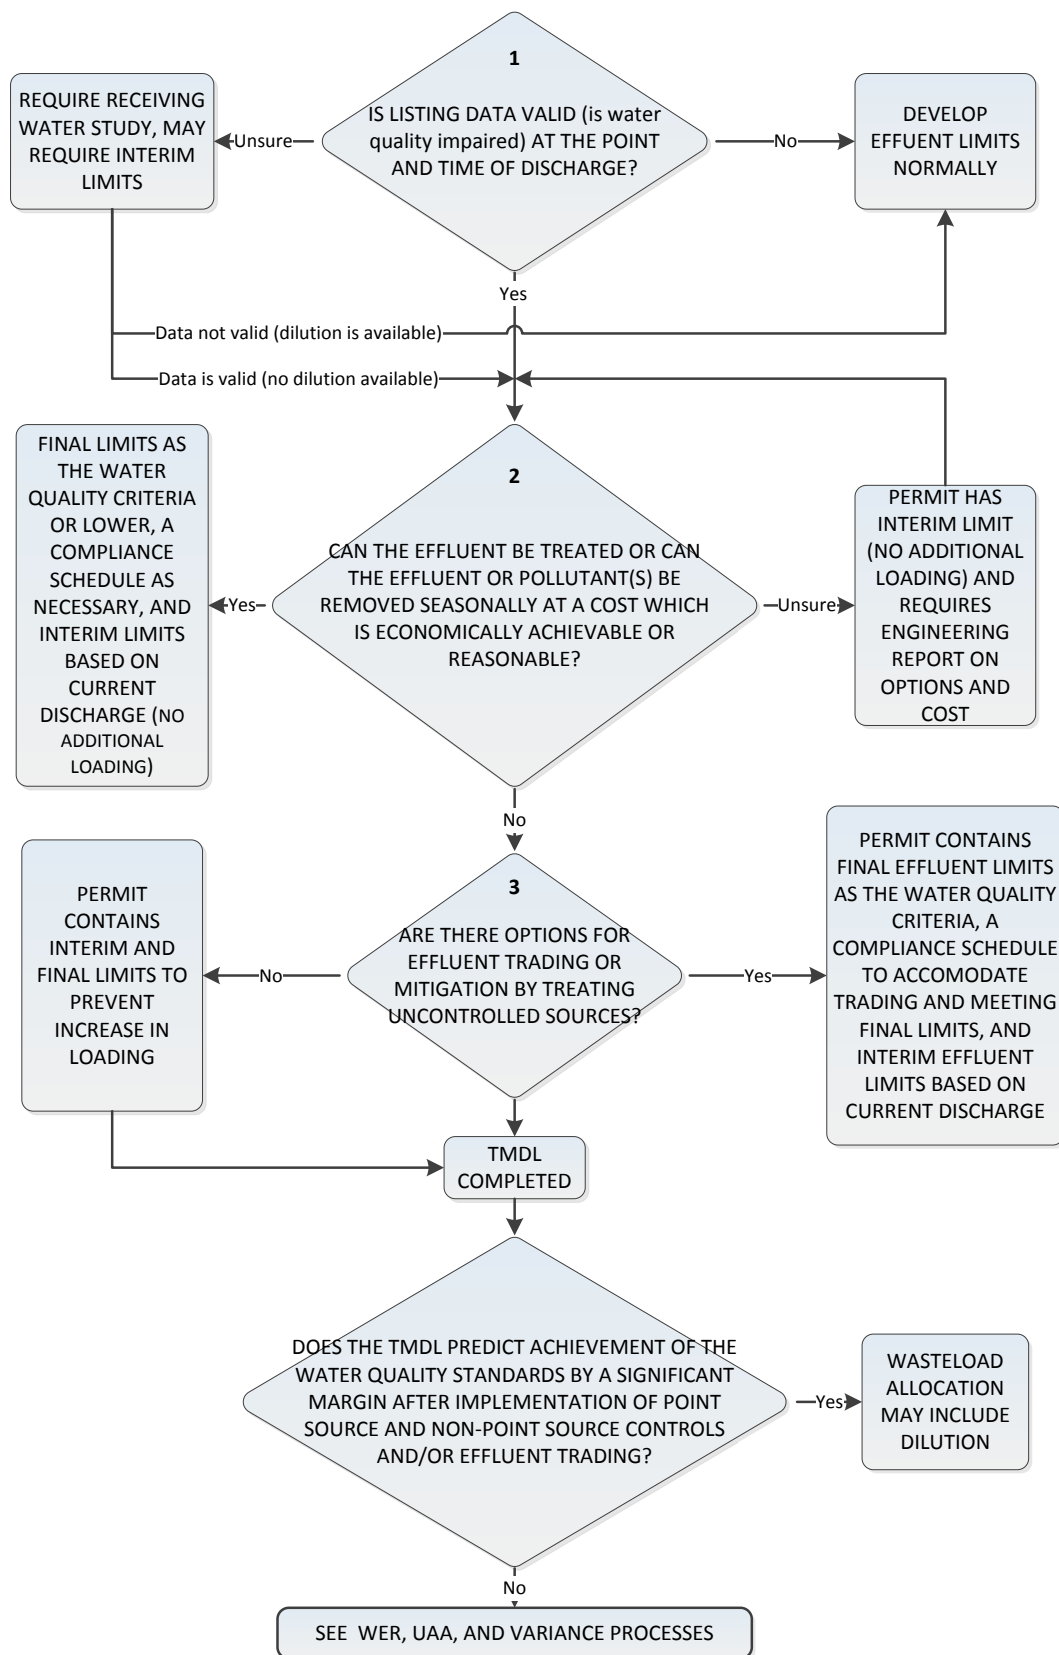 1
IS LISTING DATA VALID (is water
quality impaired) AT THE POINT
AND TIME OF DISCHARGE?
Unsure
REQUIRE RECEIVING
WATER STUDY, MAY
REQUIRE INTERIM
LIMITS
No
DEVELOP
EFFUENT LIMITS
NORMALLY
Yes
Data not valid (dilution is available)
Data is valid (no dilution available)
2
CAN THE EFFLUENT BE TREATED OR CAN
THE EFFLUENT OR POLLUTANT(S) BE
REMOVED SEASONALLY AT A COST WHICH
IS ECONOMICALLY ACHIEVABLE OR
REASONABLE?
Yes
FINAL LIMITS AS
THE WATER
QUALITY CRITERIA
OR LOWER, A
COMPLIANCE
SCHEDULE AS
NECESSARY, AND
INTERIM LIMITS
BASED ON
CURRENT
DISCHARGE (NO
ADDITIONAL
LOADING)
Unsure
PERMIT HAS
INTERIM LIMIT
(NO ADDITIONAL
LOADING) AND
REQUIRES
ENGINEERING
REPORT ON
OPTIONS AND
COST
No
3
ARE THERE OPTIONS FOR
EFFLUENT TRADING OR
MITIGATION BY TREATING
UNCONTROLLED SOURCES?
No
PERMIT
CONTAINS
INTERIM AND
FINAL LIMITS TO
PREVENT
INCREASE IN
LOADING
Yes
PERMIT CONTAINS
FINAL EFFLUENT LIMITS
AS THE WATER QUALITY
CRITERIA, A
COMPLIANCE SCHEDULE
TO ACCOMODATE
TRADING AND MEETING
FINAL LIMITS, AND
INTERIM EFFLUENT
LIMITS BASED ON
CURRENT DISCHARGE
TMDL
COMPLETED
DOES THE TMDL PREDICT ACHIEVEMENT OF THE
WATER QUALITY STANDARDS BY A SIGNIFICANT
MARGIN AFTER IMPLEMENTATION OF POINT
SOURCE AND NON-POINT SOURCE CONTROLS
AND/OR EFFLUENT TRADING?
Yes
WASTELOAD
ALLOCATION
MAY INCLUDE
DILUTION
No
SEE WER, UAA, AND VARIANCE PROCESSES